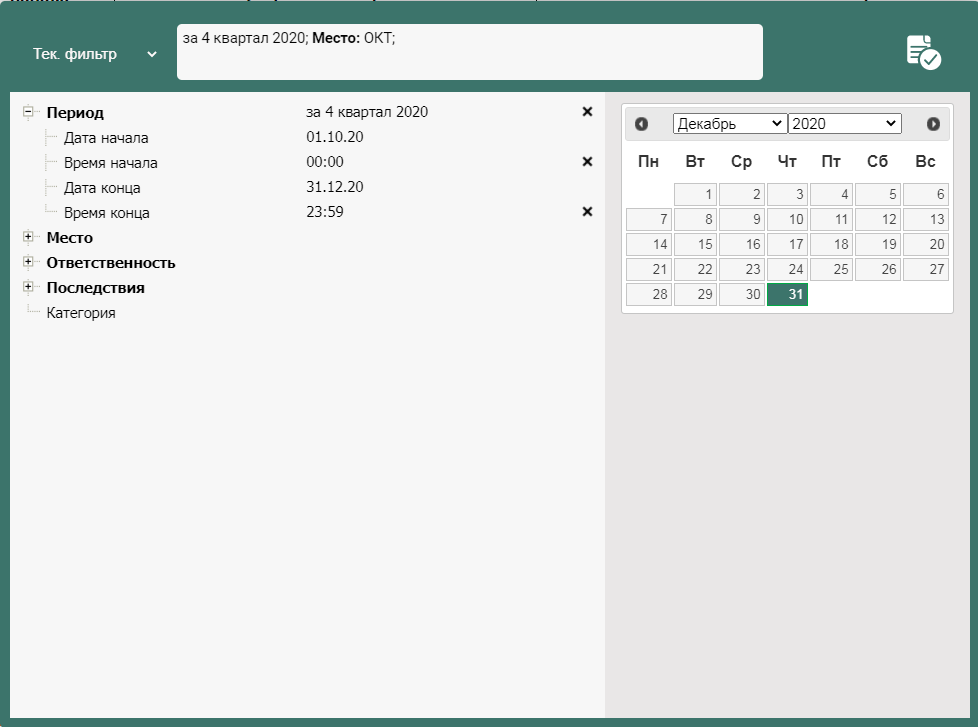 Тек. фильтр
за 4 квартал 2020; Место: ОКТ;
Период за 4 квартал 2020
Дата начала 01.10.20
Время начала 00:00
Дата конца 31.12.20
Время конца 23:59
Место
Ответственность
Последствия
Категория
Декабрь 2020
Пн Вт Ср Чт Пт Сб Вс
1 2 3 4 5 6
7 8 9 10 11 12 13
14 15 16 17 18 19 20
21 22 23 24 25 26 27
28 29 30 31